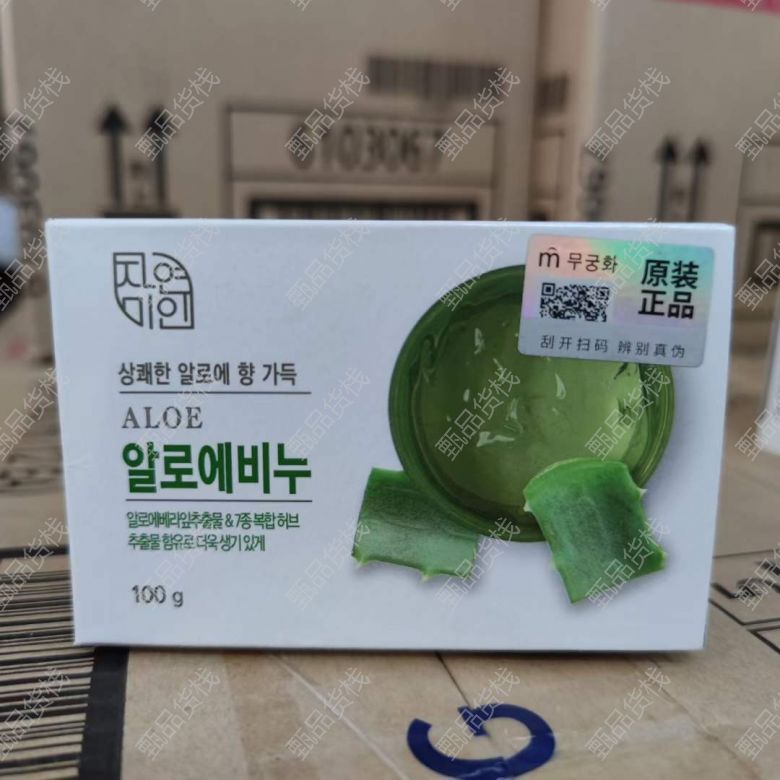 0103067
자연
미인
상쾌한 알로에 향 가득
ALOE
알로에비누
알로에베라잎추출물 & 7종 복합 허브
추출물 함유로 더욱 생기 있게
100 g
무궁화
原装
正品
刮开扫码 辨别真伪
甄品货栈